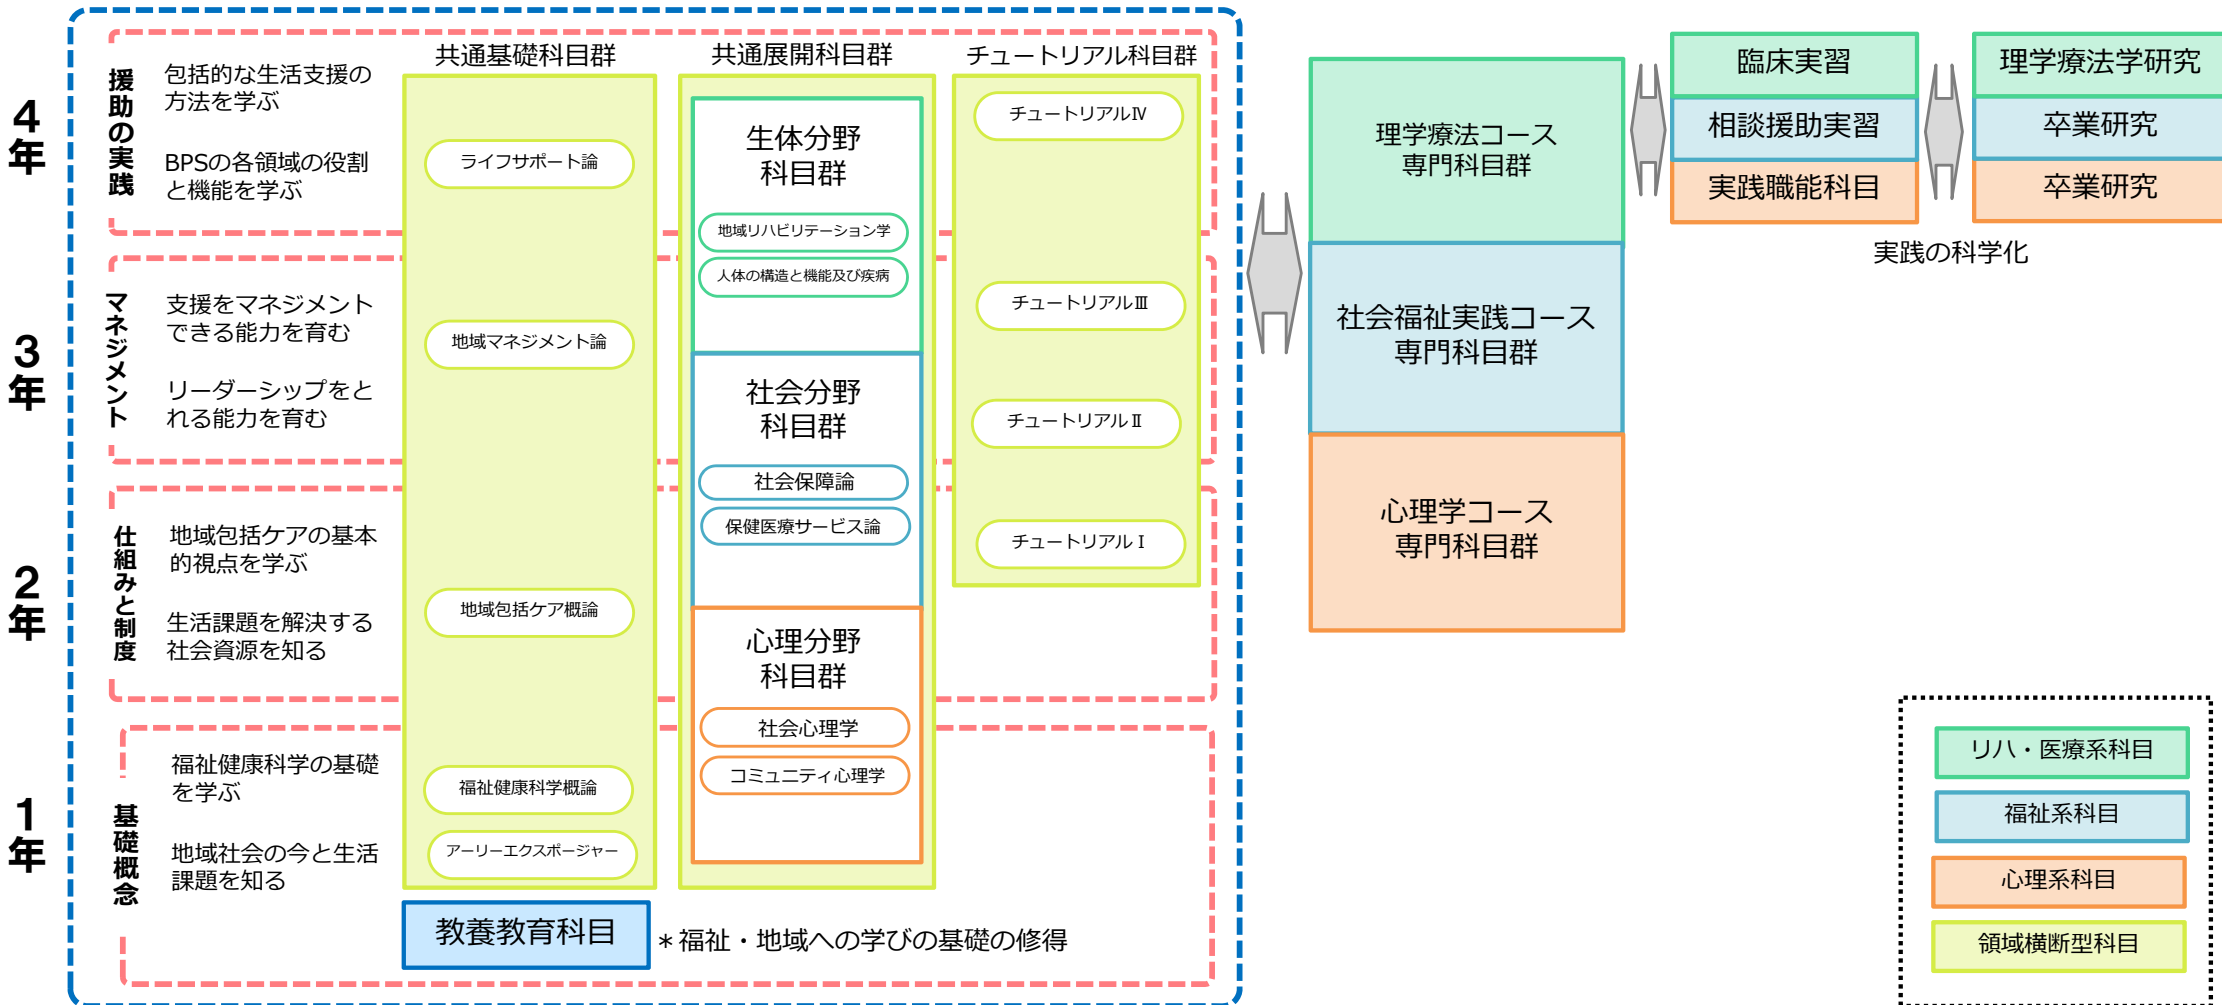 4年
援助の実践
包括的な生活支援の
方法を学ぶ
BPSの各領域の役割
と機能を学ぶ
3年
マネジメント
支援をマネジメント
できる能力を育む
リーダーシップをと
れる能力を育む
2年
仕組みと制度
地域包括ケアの基本
的視点を学ぶ
生活課題を解決する
社会資源を知る
1年
基礎概念
福祉健康科学の基礎
を学ぶ
地域社会の今と生活
課題を知る
共通基礎科目群
ライフサポート論
地域マネジメント論
地域包括ケア概論
福祉健康科学概論
アーリーエクスポージャー
教養教育科目
＊福祉・地域への学びの基礎の修得
共通展開科目群
生体分野
科目群
地域リハビリテーション学
人体の構造と機能及び疾病
社会分野
科目群
社会保障論
保健医療サービス論
心理分野
科目群
社会心理学
コミュニティ心理学
チュートリアル科目群
チュートリアルⅣ
チュートリアルⅢ
チュートリアルⅡ
チュートリアルⅠ
理学療法コース
専門科目群
社会福祉実践コース
専門科目群
心理学コース
専門科目群
臨床実習
相談援助実習
実践職能科目
理学療法学研究
卒業研究
卒業研究
実践の科学化
リハ・医療系科目
福祉系科目
心理系科目
領域横断型科目